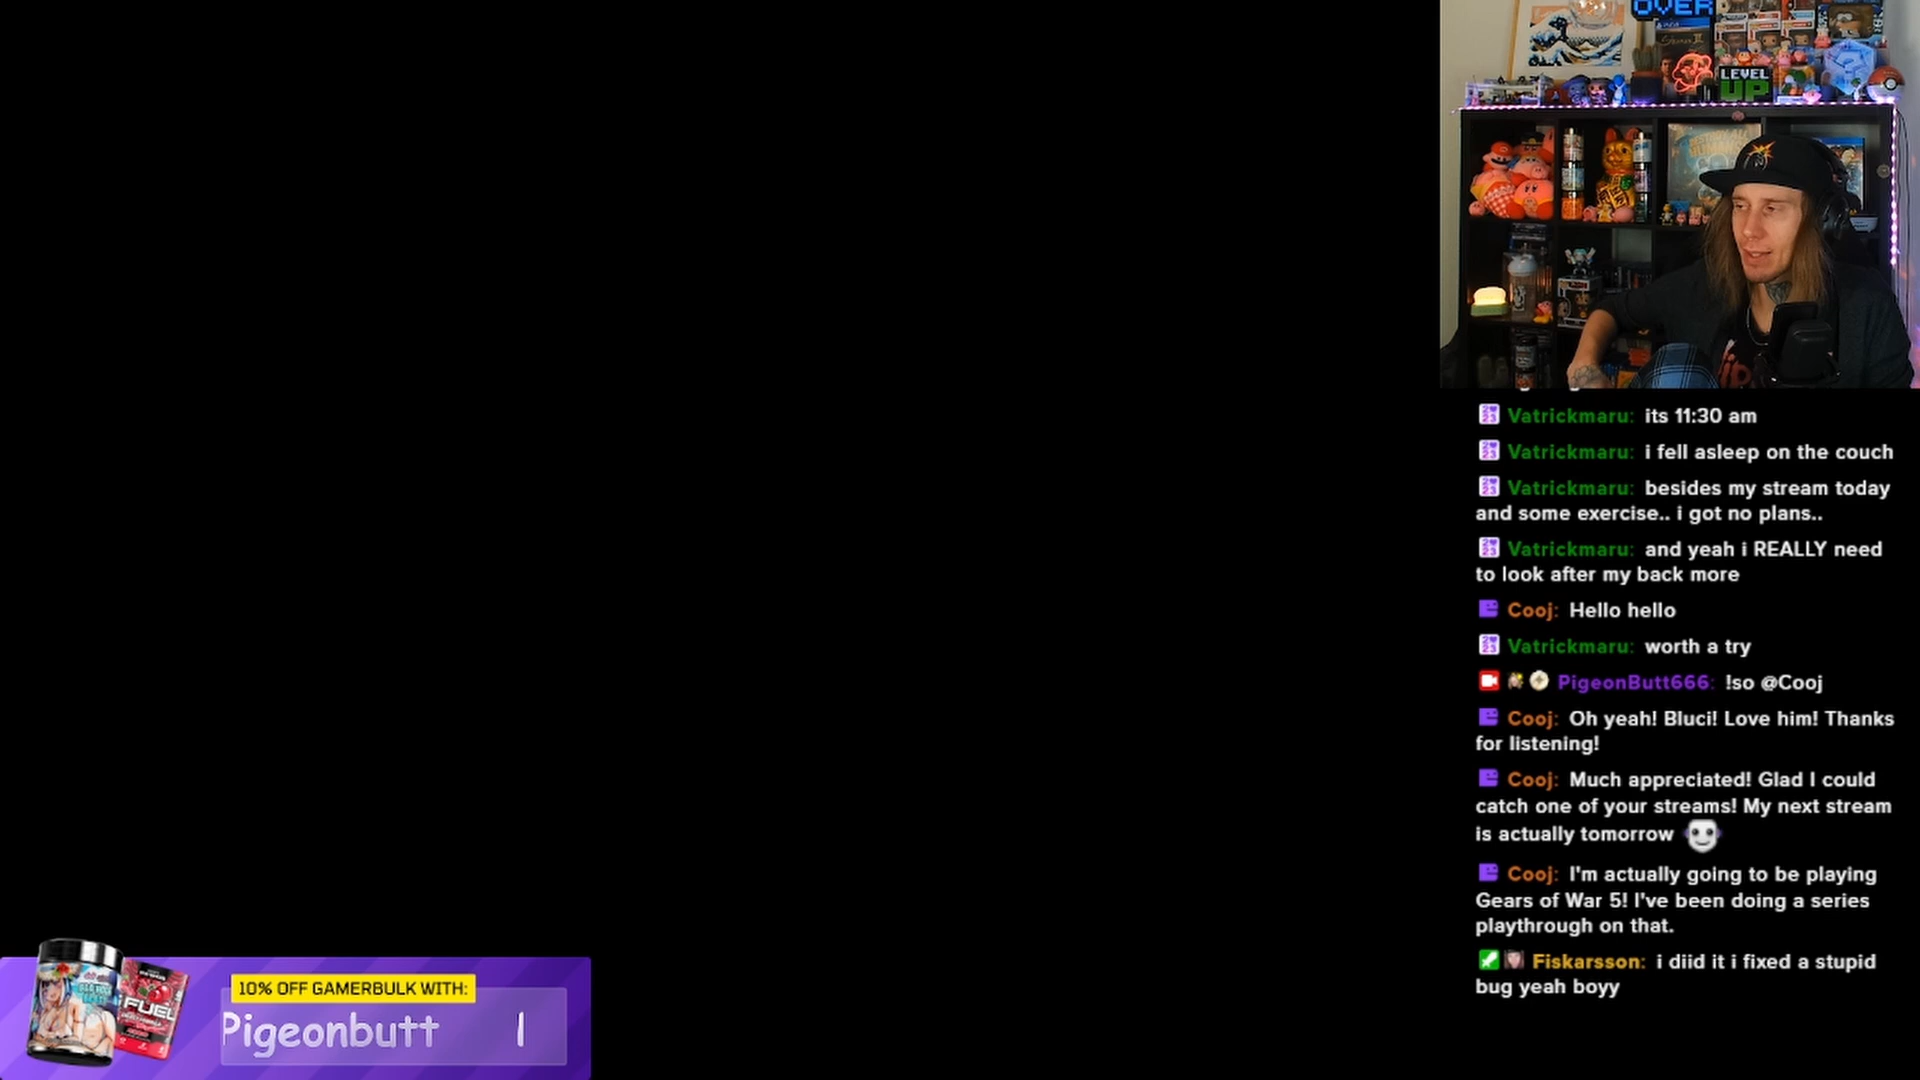 OVER
LEVEL
UP
Vatrickmaru: its 11:30 am
Vatrickmaru: i fell asleep on the couch
Vatrickmaru: besides my stream today
and some exercise.. i got no plans..
Vatrickmaru: and yeah i REALLY need
to look after my back more
Cooj: Hello hello
Vatrickmaru: worth a try
PigeonButt666: !so @Cooj
Cooj: Oh yeah! Bluci! Love him! Thanks
for listening!
Cooj: Much appreciated! Glad I could
catch one of your streams! My next stream
is actually tomorrow
Cooj: I'm actually going to be playing
Gears of War 5! I've been doing a series
playthrough on that.
Fiskarsson: i diid it i fixed a stupid
bug yeah boyy
10% OFF GAMERBULK WITH:
Pigeonbutt
FUEL